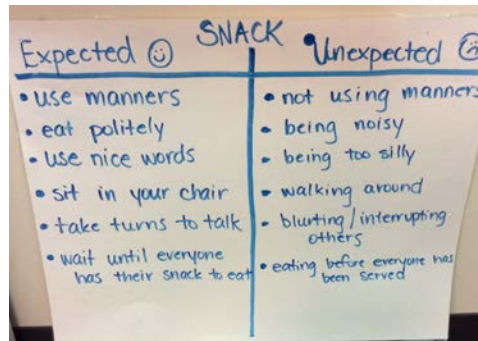 SNACK
Expected
• use manners
• eat politely
• use nice words
• sit in your chair
• take turns to talk
• wait until everyone
has their snack to eat
Unexpected
• not using manners
• being noisy
• being too silly
• walking around
• blurting/interrupting
others
• eating before everyone has
been served